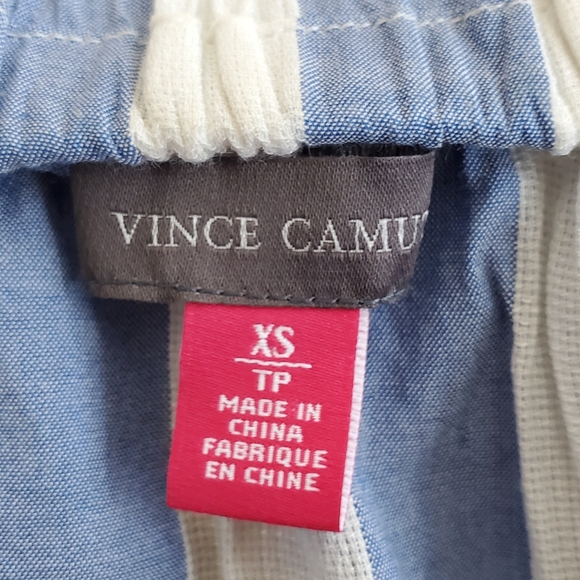 VINCE CAMU
XS
TP
MADE IN
CHINA
FABRIQUE
EN CHINE